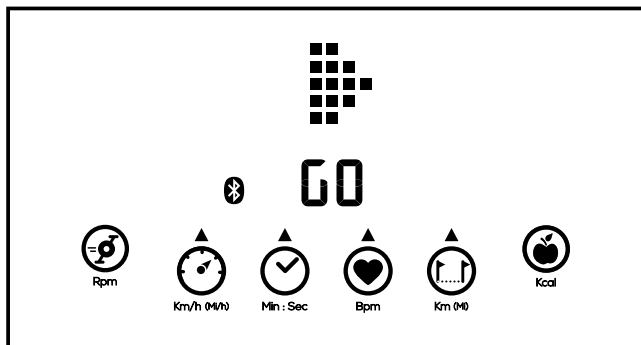 GO
Rpm
Km/h (Mi/h)
Min : Sec
Bpm
Km (MI)
Kcal